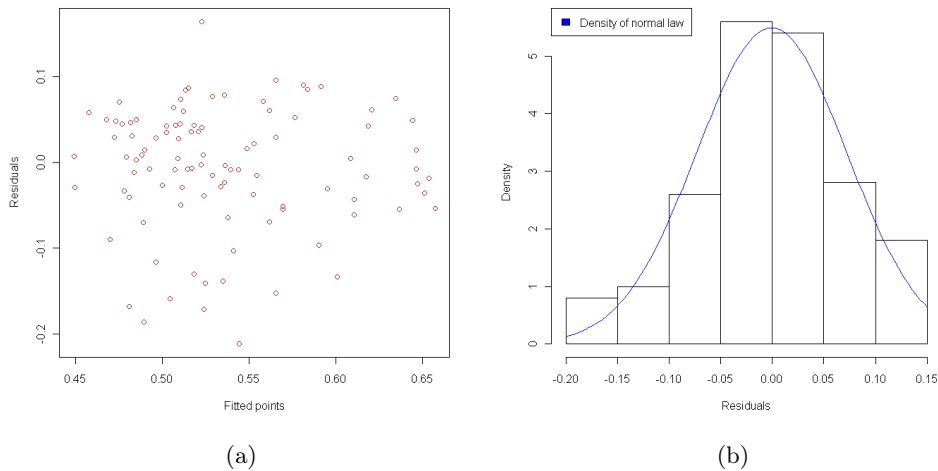 Residuals
0.1
0.0
-0.1
-0.2
0.45 0.50 0.55 0.60 0.65
Fitted points
(a)
Density of normal law
Density
5
4
3
2
1
0
-0.20 -0.15 -0.10 -0.05 0.00 0.05 0.10 0.15
Residuals
(b)